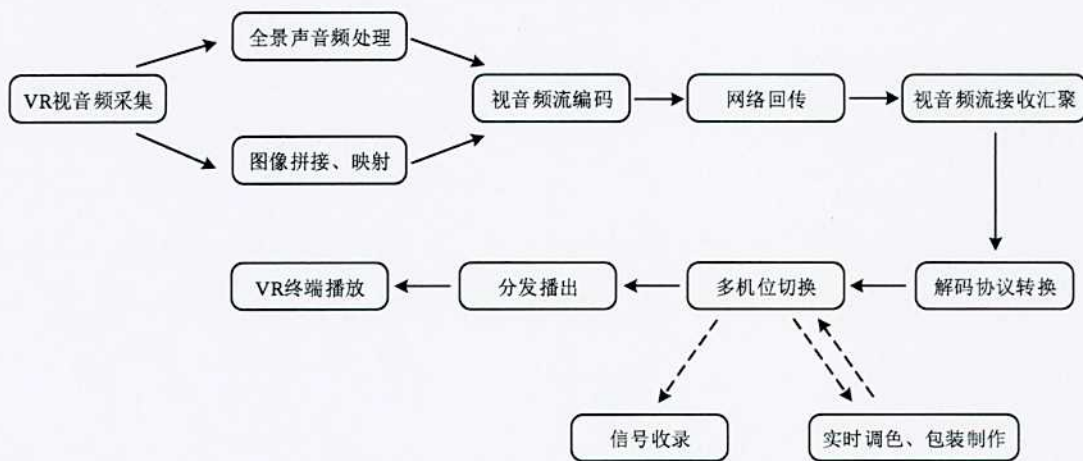 全景声音频处理
VR视音频采集
视音频流编码
网络回传
视音频流接收汇聚
图像拼接、映射
VR终端播放
分发播出
多机位切换
解码协议转换
信号收录
实时调色、包装制作